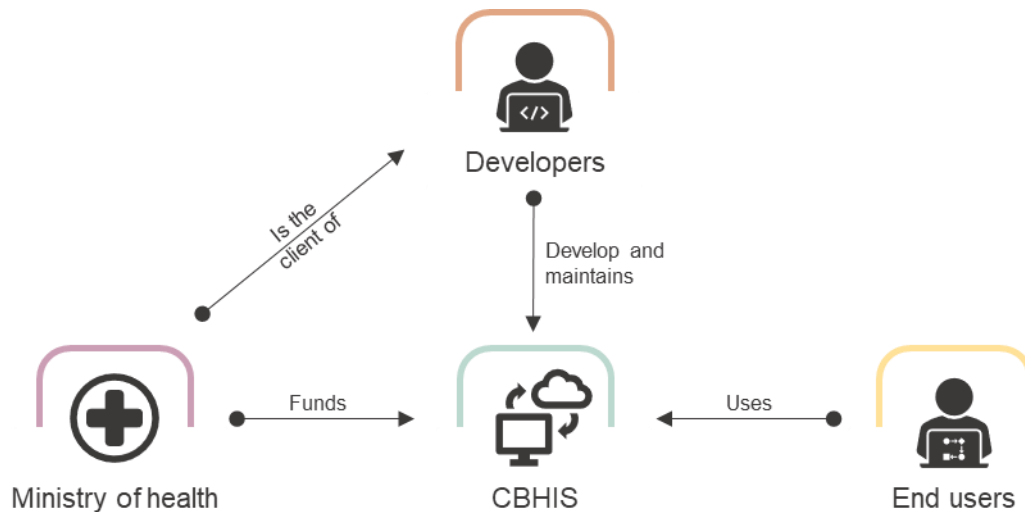 </>
Developers
Is the
client of
Develop and
maintains
Funds
Uses
Ministry of health
CBHIS
End users